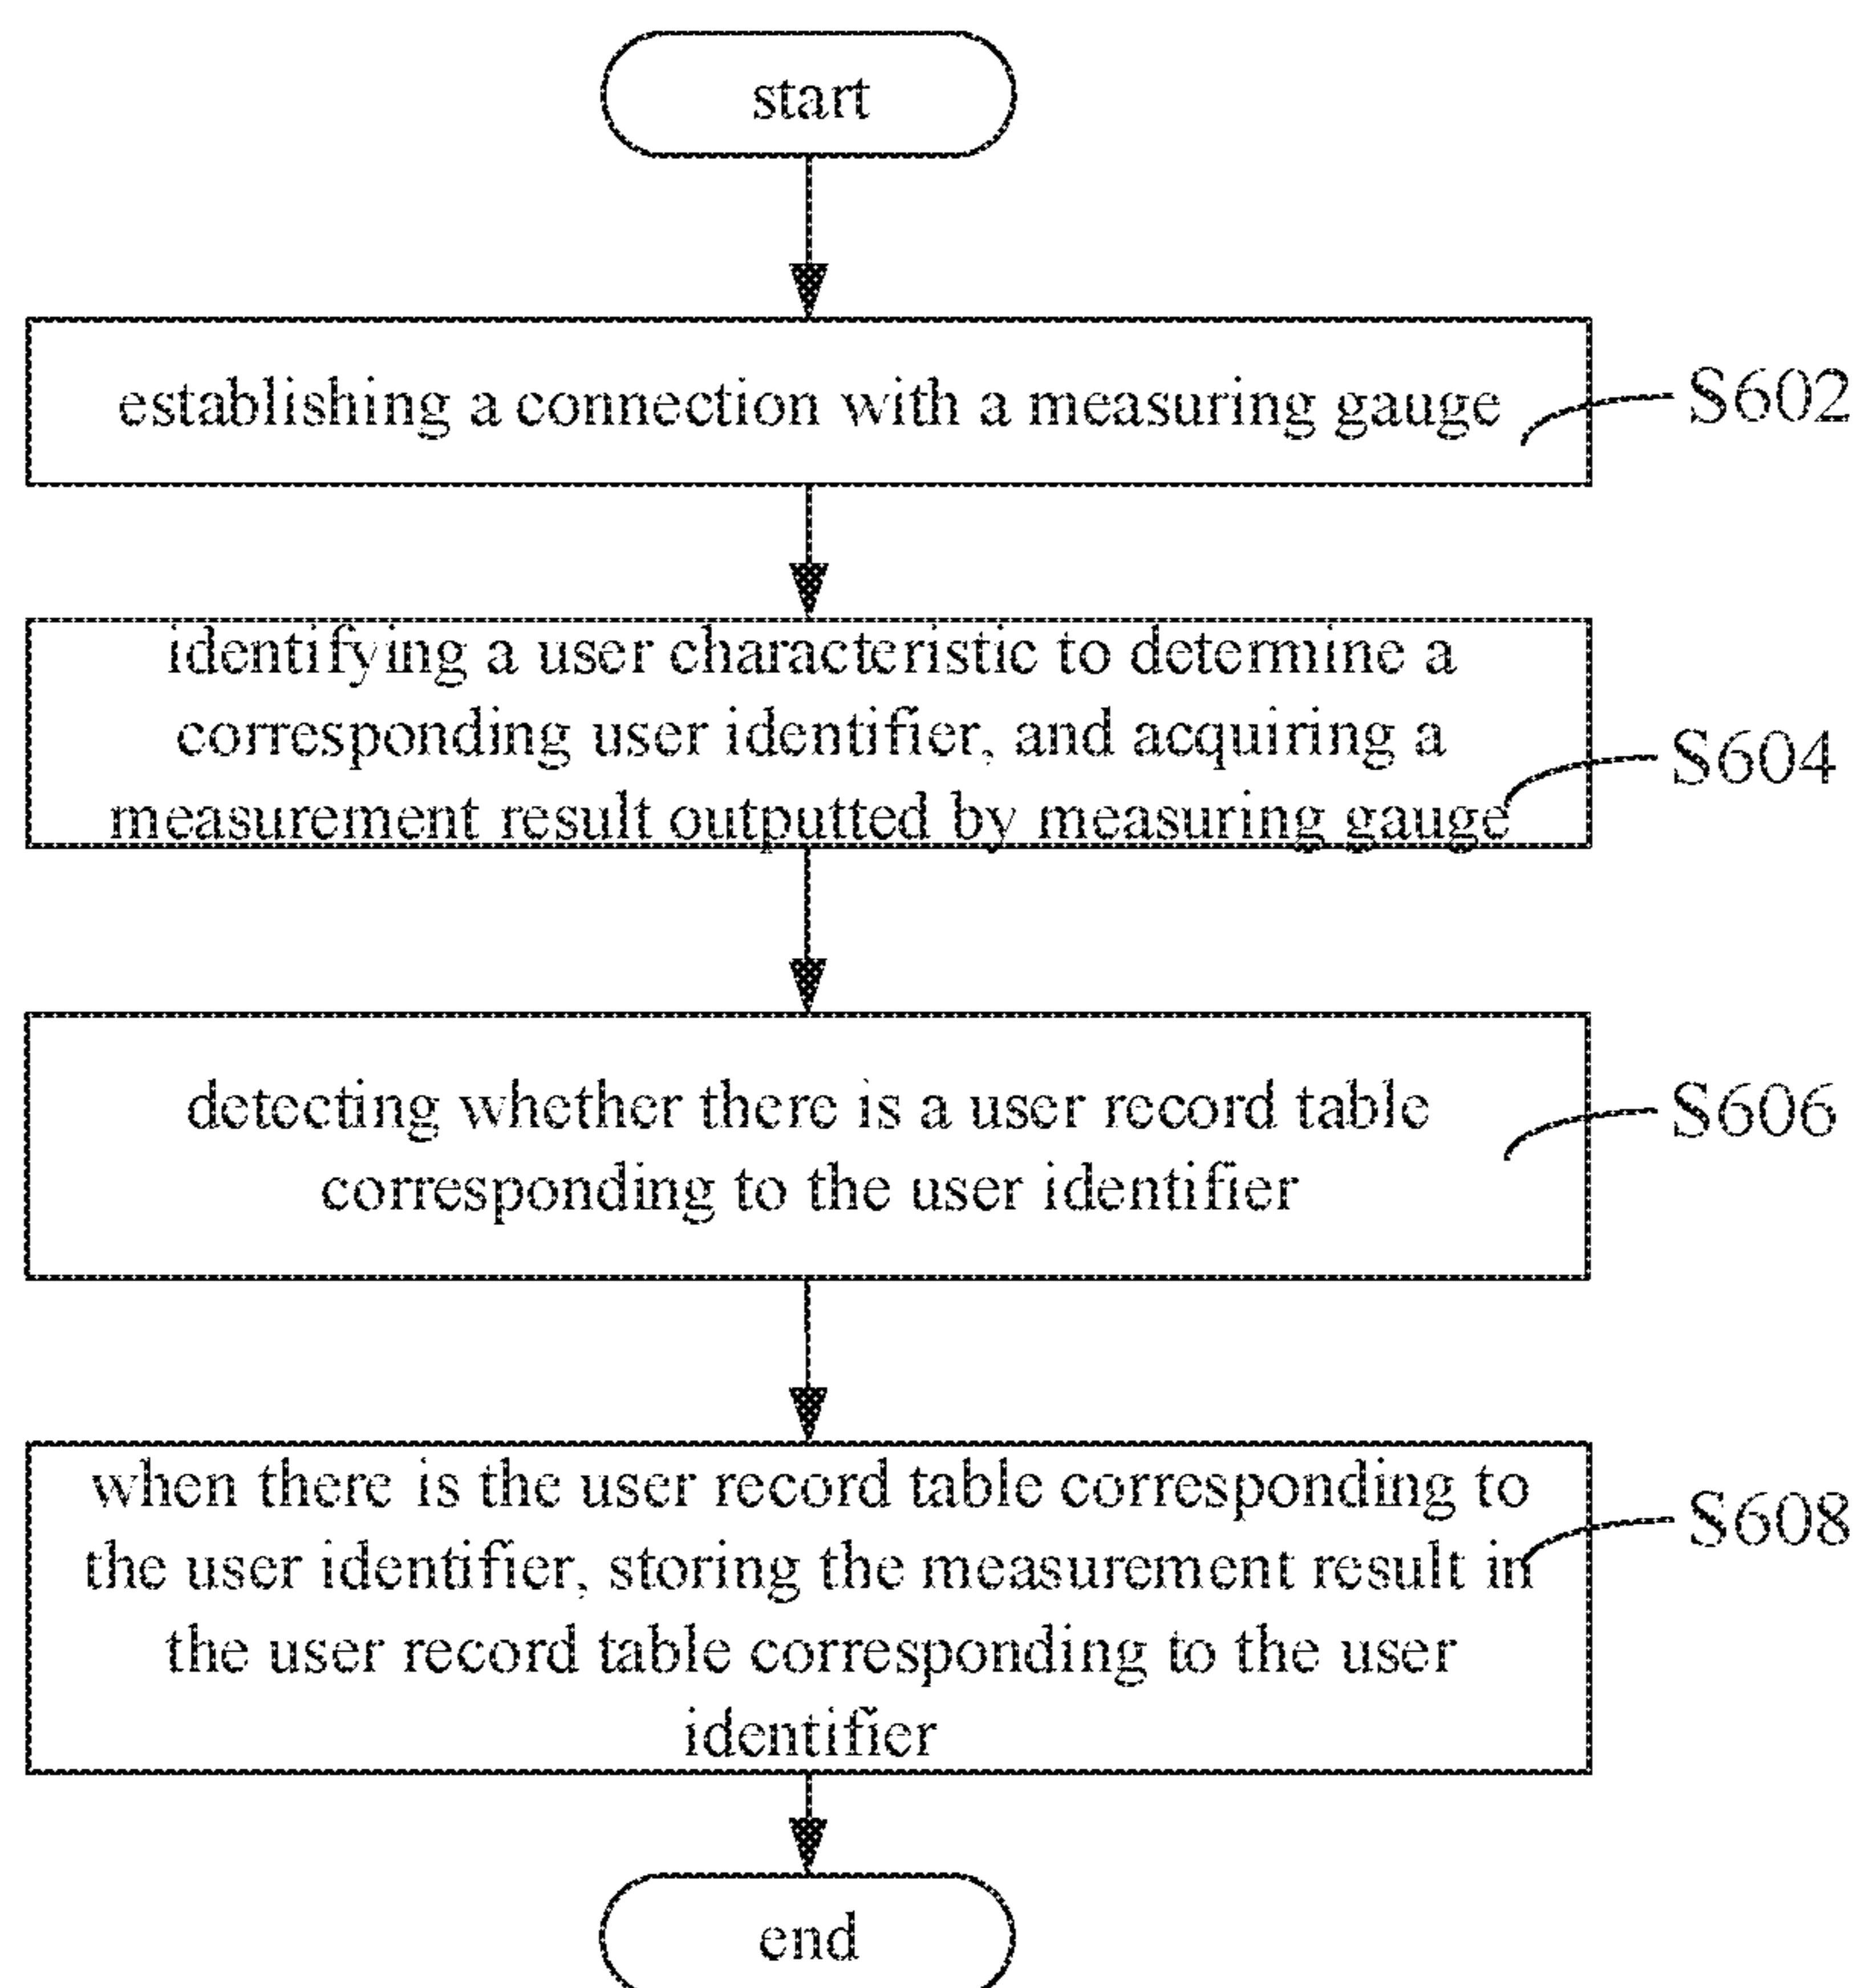 start
establishing a connection with a measuring gauge
S602
identifying a user characteristic to determine a
corresponding user identifier, and acquiring a
measurement result outputted by measuring gauge
S604
detecting whether there is a user record table
corresponding to the user identifier
S606
when there is the user record table corresponding to
the user identifier, storing the measurement result in
the user record table corresponding to the user
identifier
S608
end